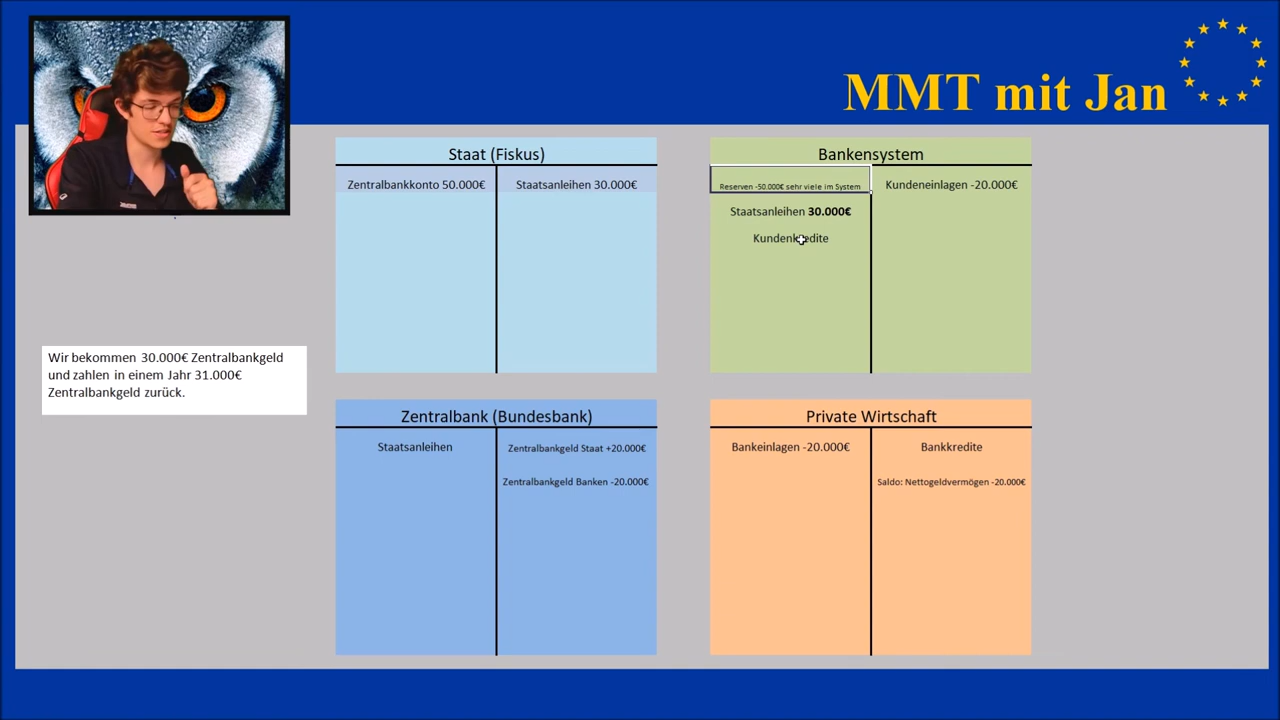 MMT mit Jan
Staat (Fiskus)
Zentralbankkonto 50.000€
Staatsanleihen 30.000€
Bankensystem
Reserven -50.000€ sehr viele im System
Kundeneinlagen -20.000€
Staatsanleihen 30.000€
Kundenkredite
Wir bekommen 30.000€ Zentralbankgeld
und zahlen in einem Jahr 31.000€
Zentralbankgeld zurück.
Zentralbank (Bundesbank)
Staatsanleihen
Zentralbankgeld Staat +20.000€
Zentralbankgeld Banken -20.000€
Private Wirtschaft
Bankeinlagen -20.000€
Bankkredite
Saldo: Nettogeldvermögen -20.000€